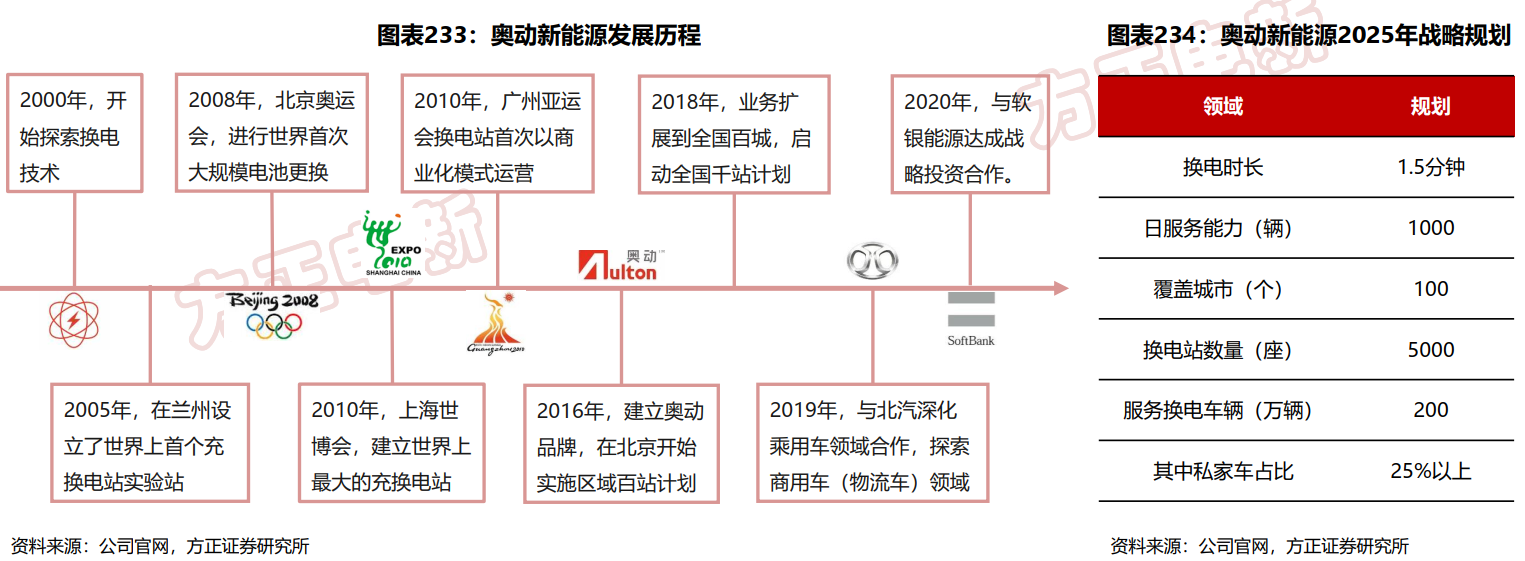 图表233：奥动新能源发展历程
2000年，开
始探索换电
技术
2008年，北京奥运
会，进行世界首次
大规模电池更换
2010年，广州亚运
会换电站首次以商
业化模式运营
2018年，业务扩
展到全国百城，启
动全国千站计划
2020年，与软
银能源达成战
略投资合作。
EXPO
2010
SHANGHAI CHINA
奥动™
Aulton
Beijing 2008
Guangzhou 2010
SoftBank
2005年，在兰州设
立了世界上首个充
换电站实验站
2010年，上海世
博会，建立世界上
最大的充换电站
2016年，建立奥动
品牌，在北京开始
实施区域百站计划
2019年，与北汽深化
乘用车领域合作，探索
商用车（物流车）领域
方正电新
资料来源：公司官网，方正证券研究所
图表234：奥动新能源2025年战略规划
方正电新
领域 规划
换电时长 1.5分钟
日服务能力（辆） 1000
覆盖城市（个） 100
换电站数量（座） 5000
服务换电车辆（万辆） 200
其中私家车占比 25%以上
资料来源：公司官网，方正证券研究所